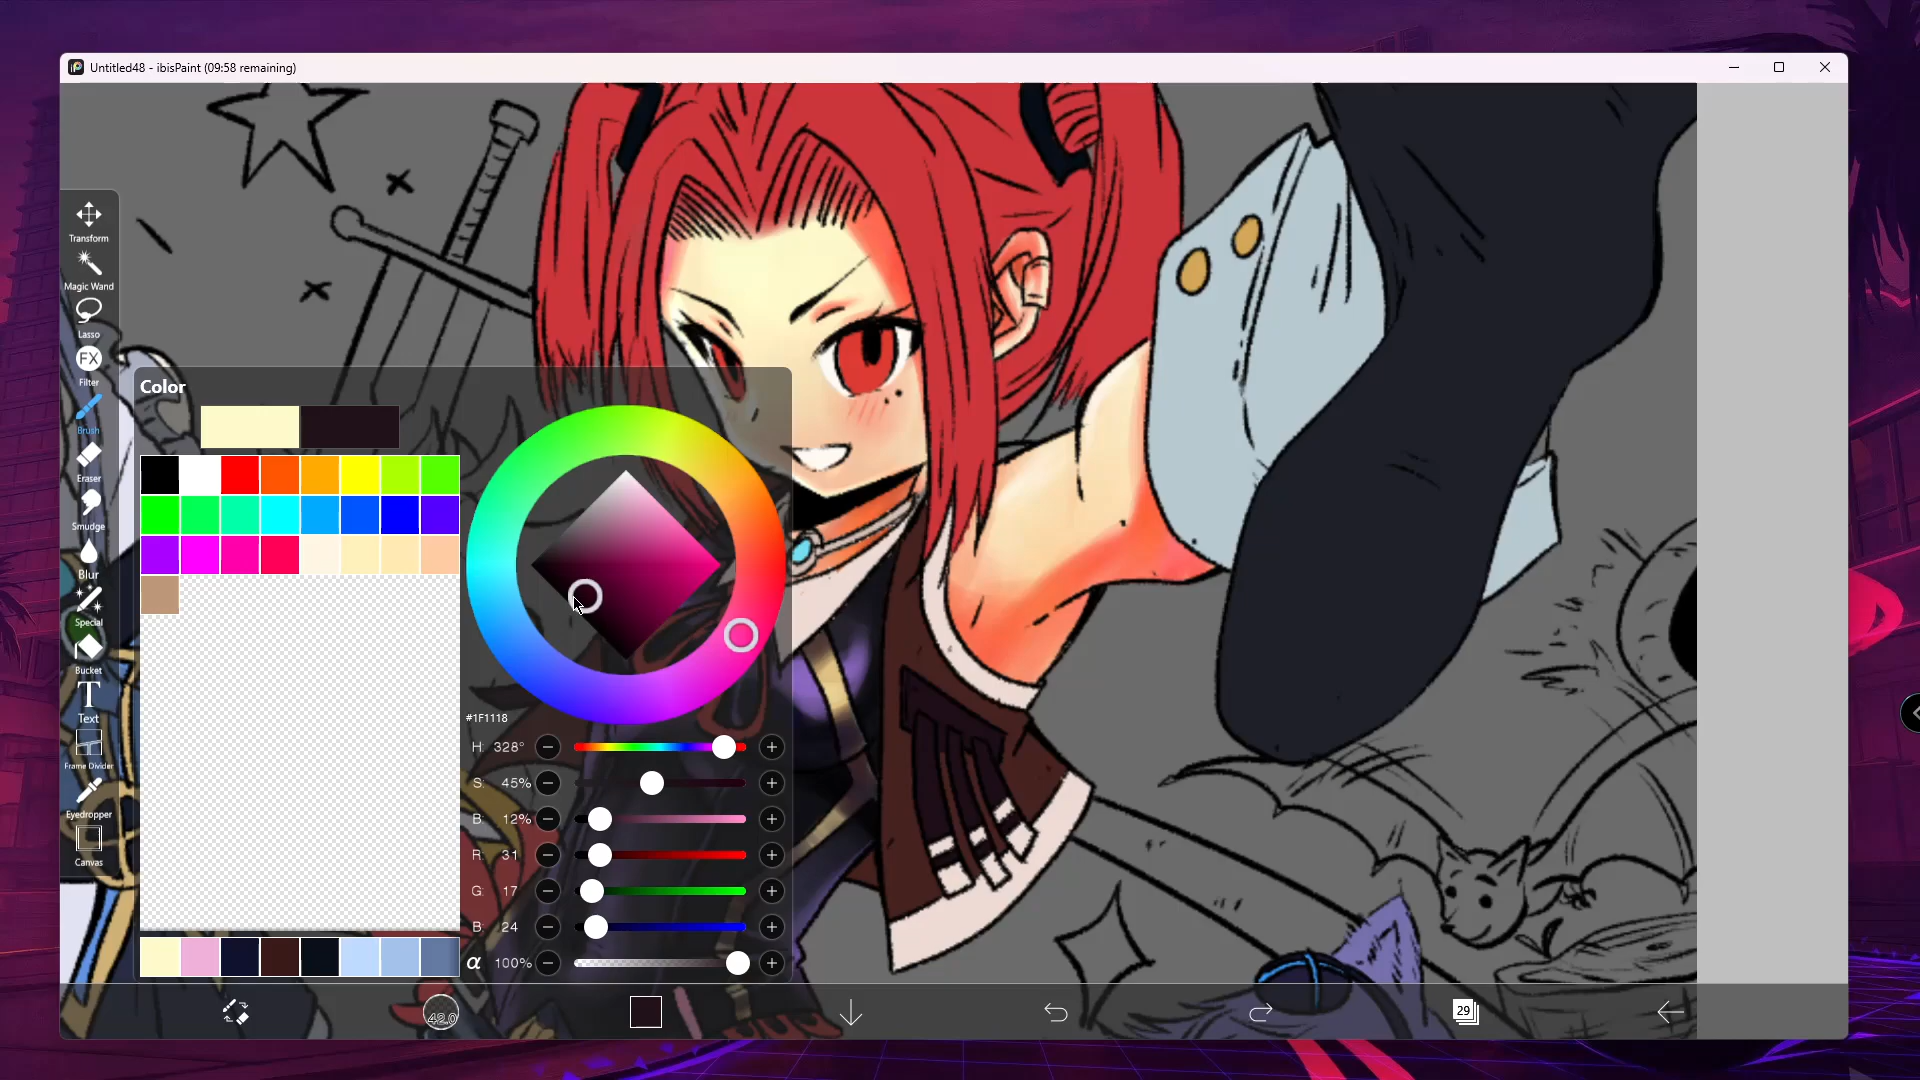 Untitled48 - ibisPaint (09:58 remaining)
Transform
Magic Wand
Lasso
FX
Filter
Brush
Eraser
Smudge
Blur
Special
Bucket
T
Text
Frame Divider
Eyedropper
Canvas
Color
#1F1118
H: 328°
S: 45%
B: 12%
R: 31
G: 17
B: 24
α 100%
42.0
29